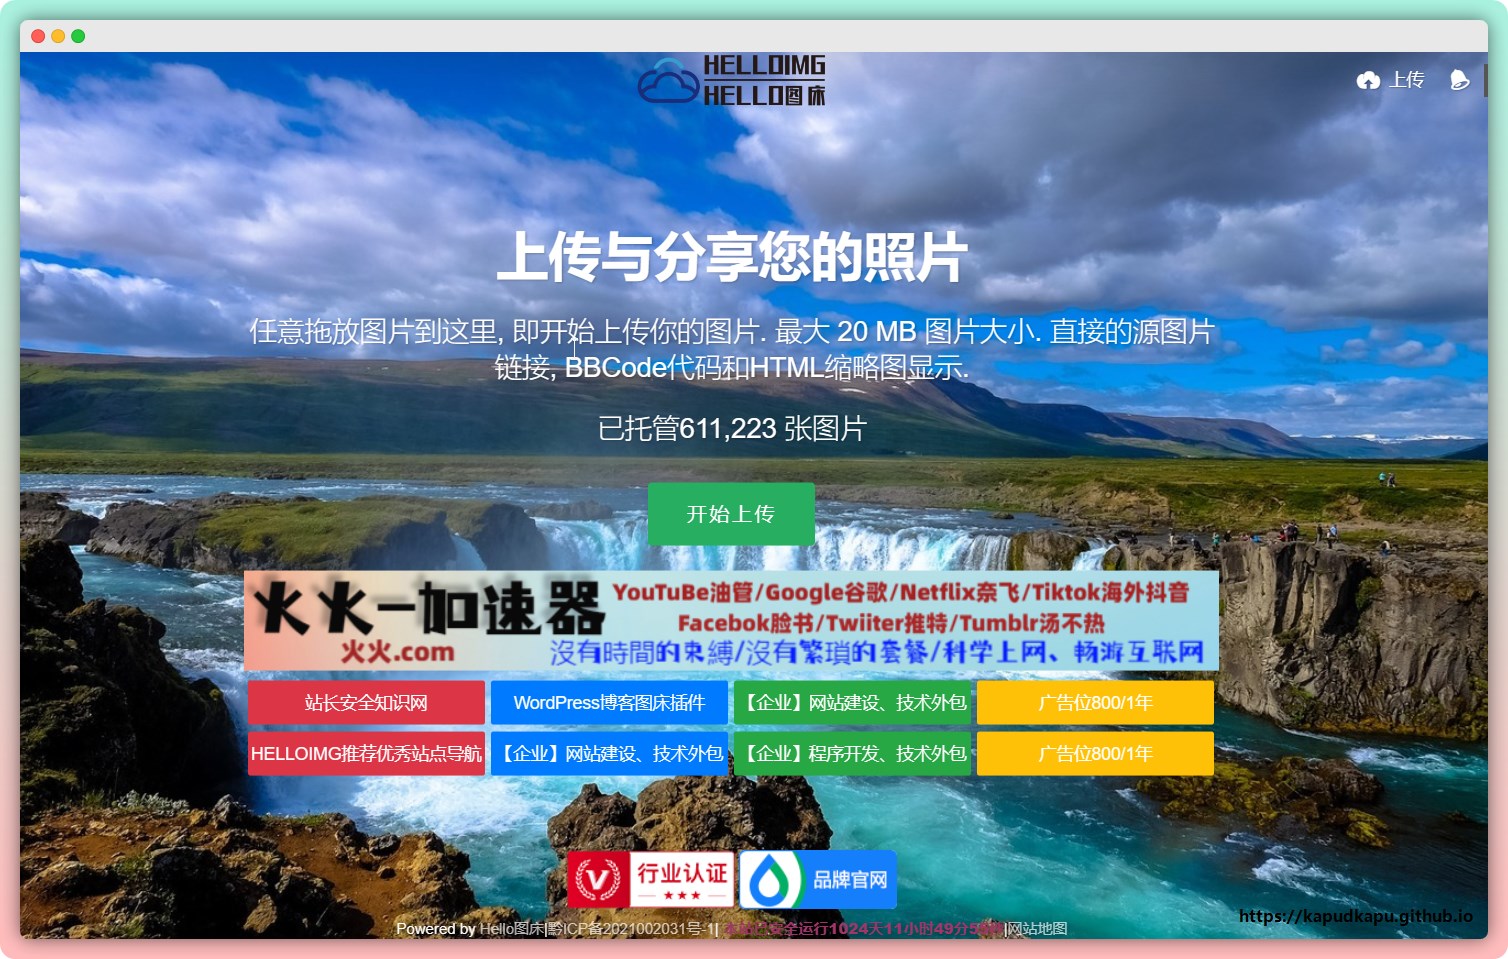 HELLOIMG
HELLO图床
上传
上传与分享您的照片
任意拖放图片到这里, 即开始上传你的图片. 最大 20 MB 图片大小. 直接的源图片
链接, BBCode代码和HTML缩略图显示.
已托管611,223 张图片
开始上传
火火一加速器
火火.com
YouTuBe油管/Google谷歌/Netflix奈飞/Tiktok海外抖音
Facebok脸书/Twiiter推特/Tumblr汤不热
沒有時間的束縛/沒有繁瑣的套餐/科学上网、畅游互联网
站长安全知识网
WordPress博客图床插件
【企业】网站建设、技术外包
广告位800/1年
HELLOIMG推荐优秀站点导航
【企业】网站建设、技术外包
【企业】程序开发、技术外包
广告位800/1年
行业认证
品牌官网
Powered by Hello图床|黔ICP备2021002031号-1| 安全运行:1024天11小时49分|网站地图
https://kapudkapu.github.io